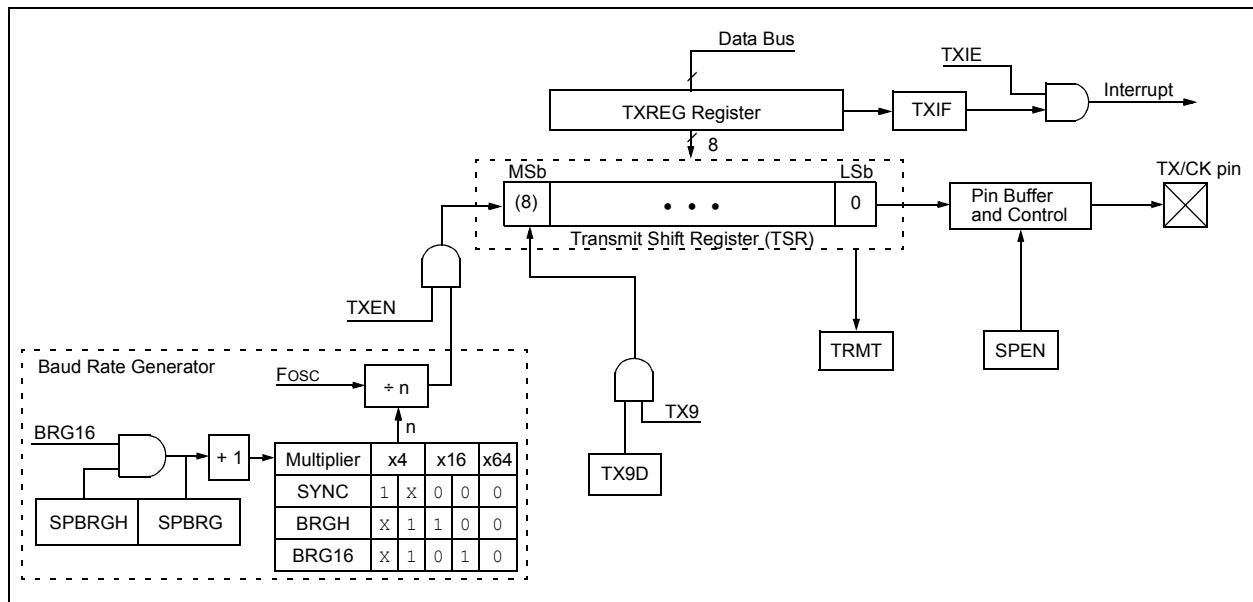 Data Bus
TXIE
Interrupt
TXREG Register
TXIF
8
MSb
LSb
TX/CK pin
(8)
• • •
0
Pin Buffer
and Control
Transmit Shift Register (TSR)
TXEN
TRMT
SPEN
Baud Rate Generator
FOSC
÷ n
TX9
n
BRG16
+ 1
Multiplier x4 x16 x64
TX9D
SYNC 1 X 0 0 0
SPBRGH SPBRG
BRGH X 1 1 0 0
BRG16 X 1 0 1 0